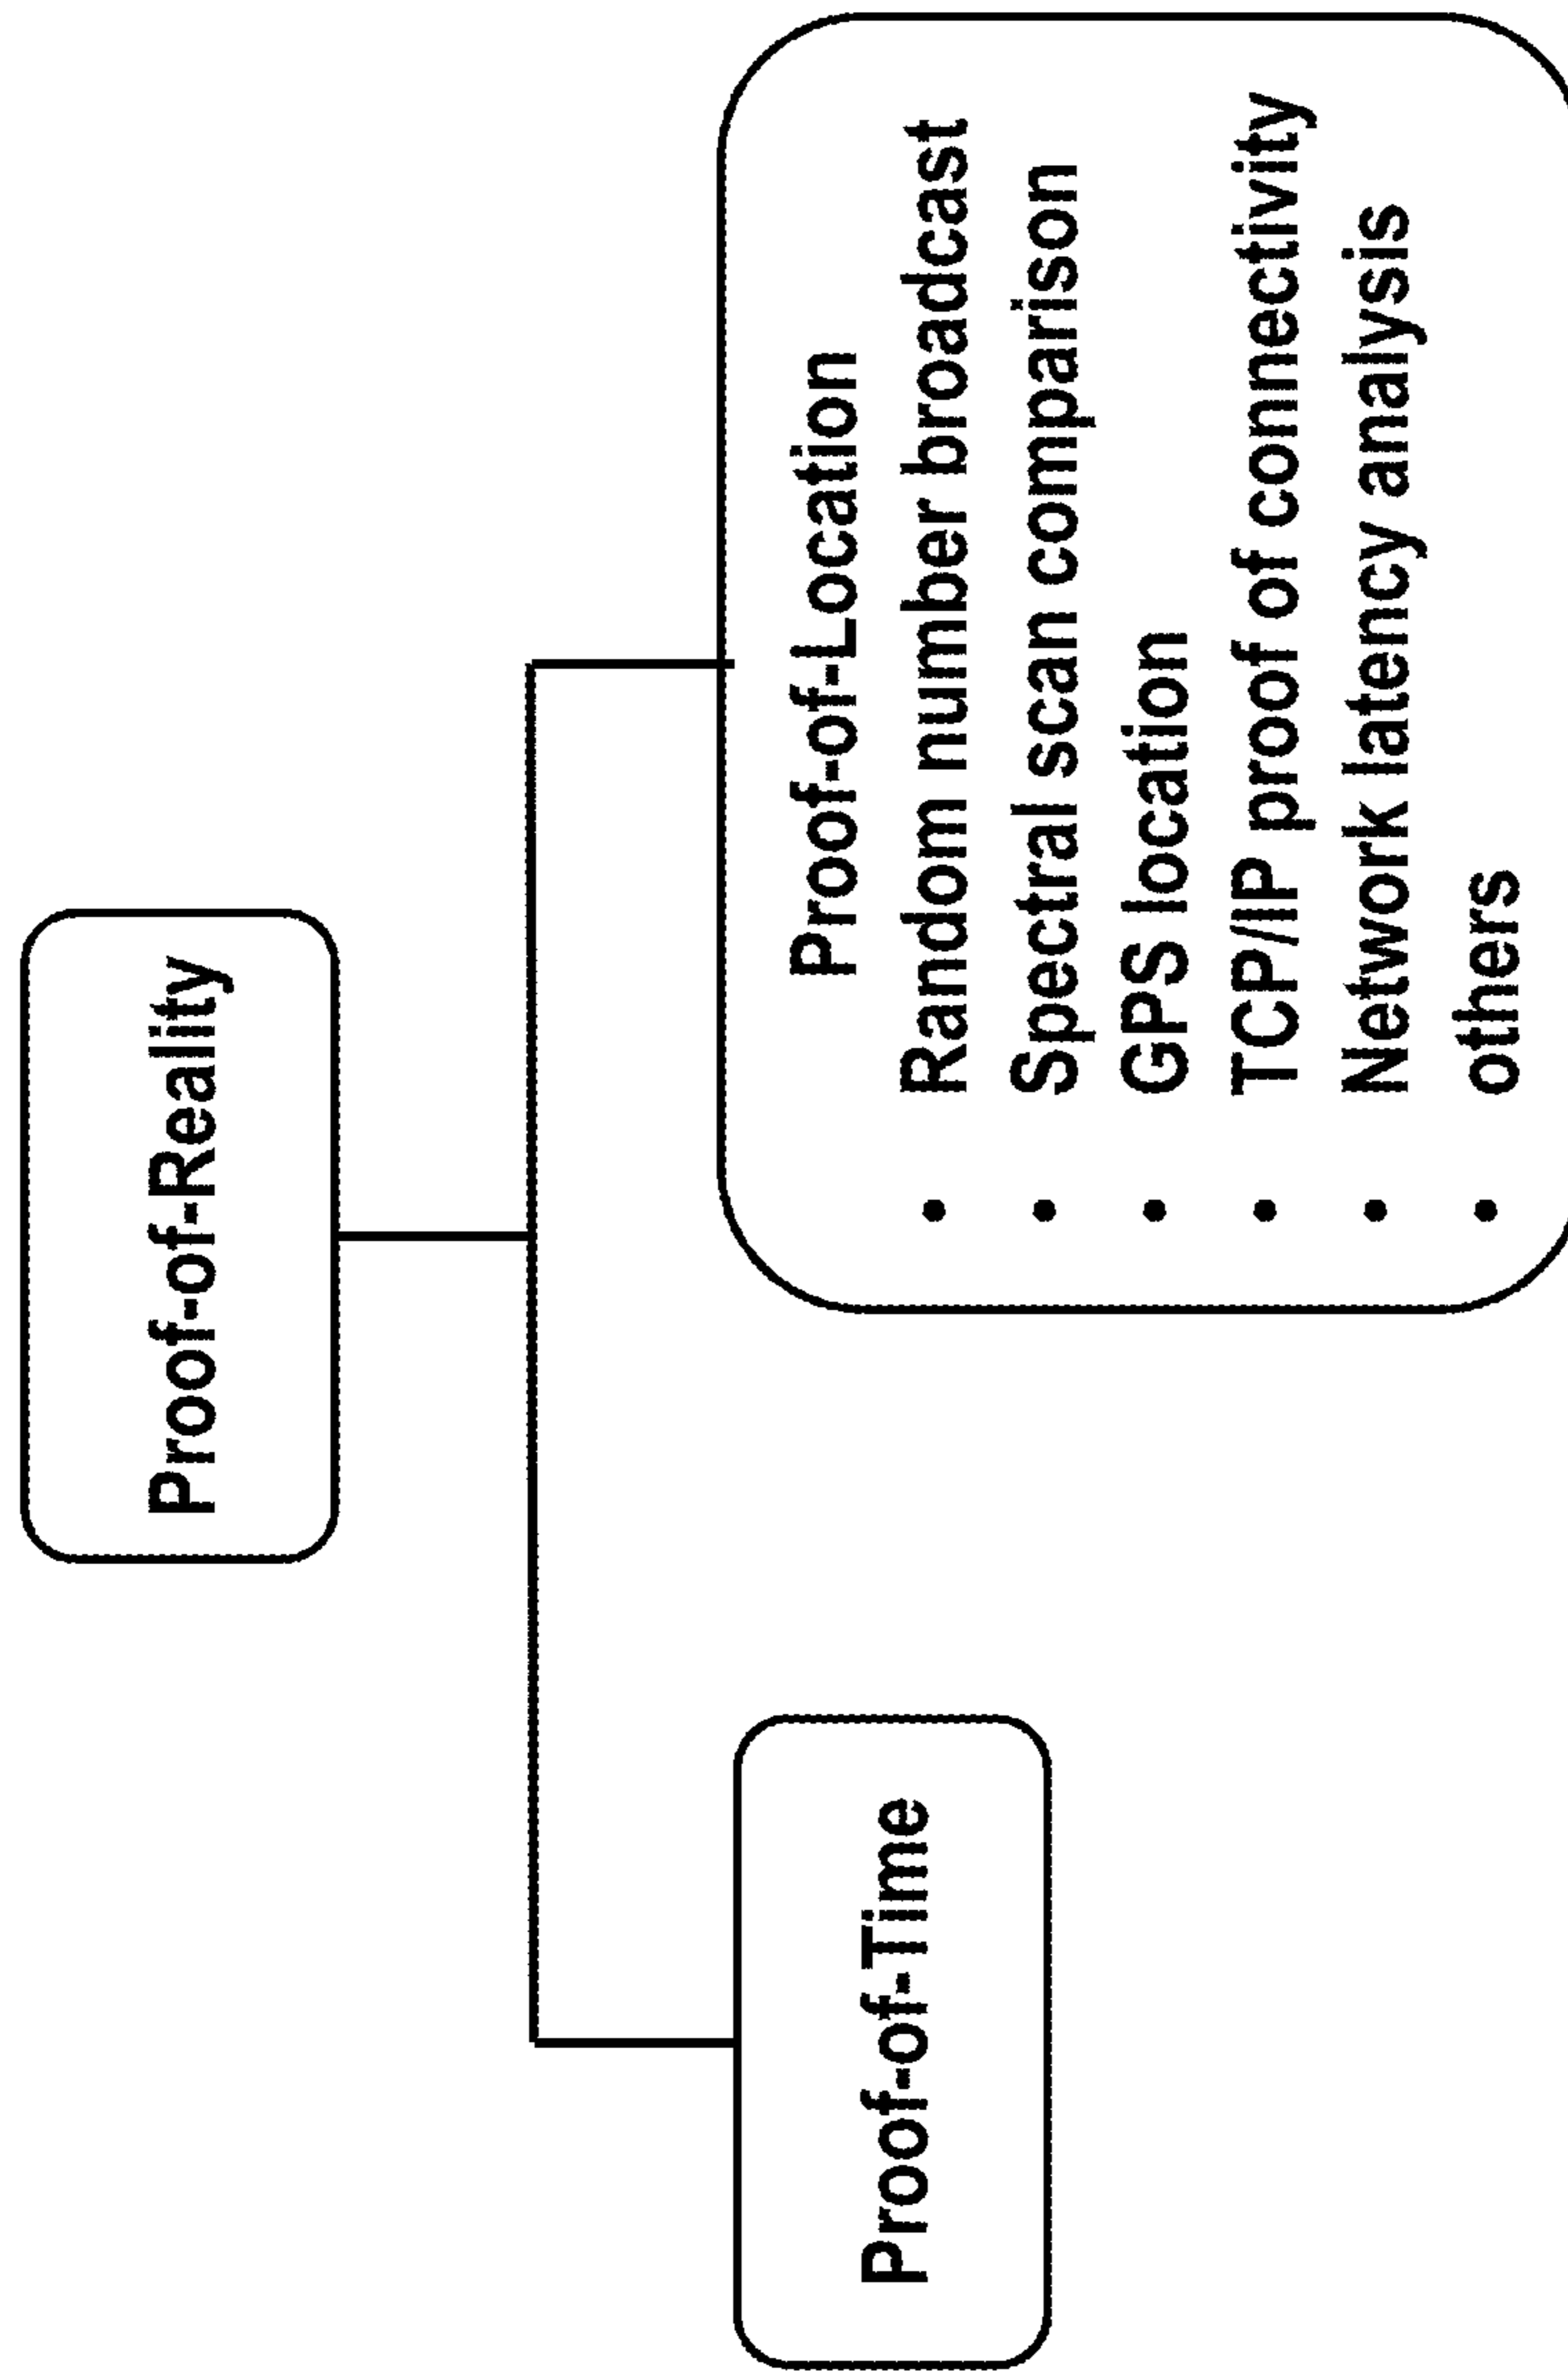 Proof-of-Reality
Proof-of-Time
Proof-of-Location
• Random number broadcast
• Spectral scan comparison
• GPS location
• TCP/IP proof of connectivity
• Network latency analysis
• others